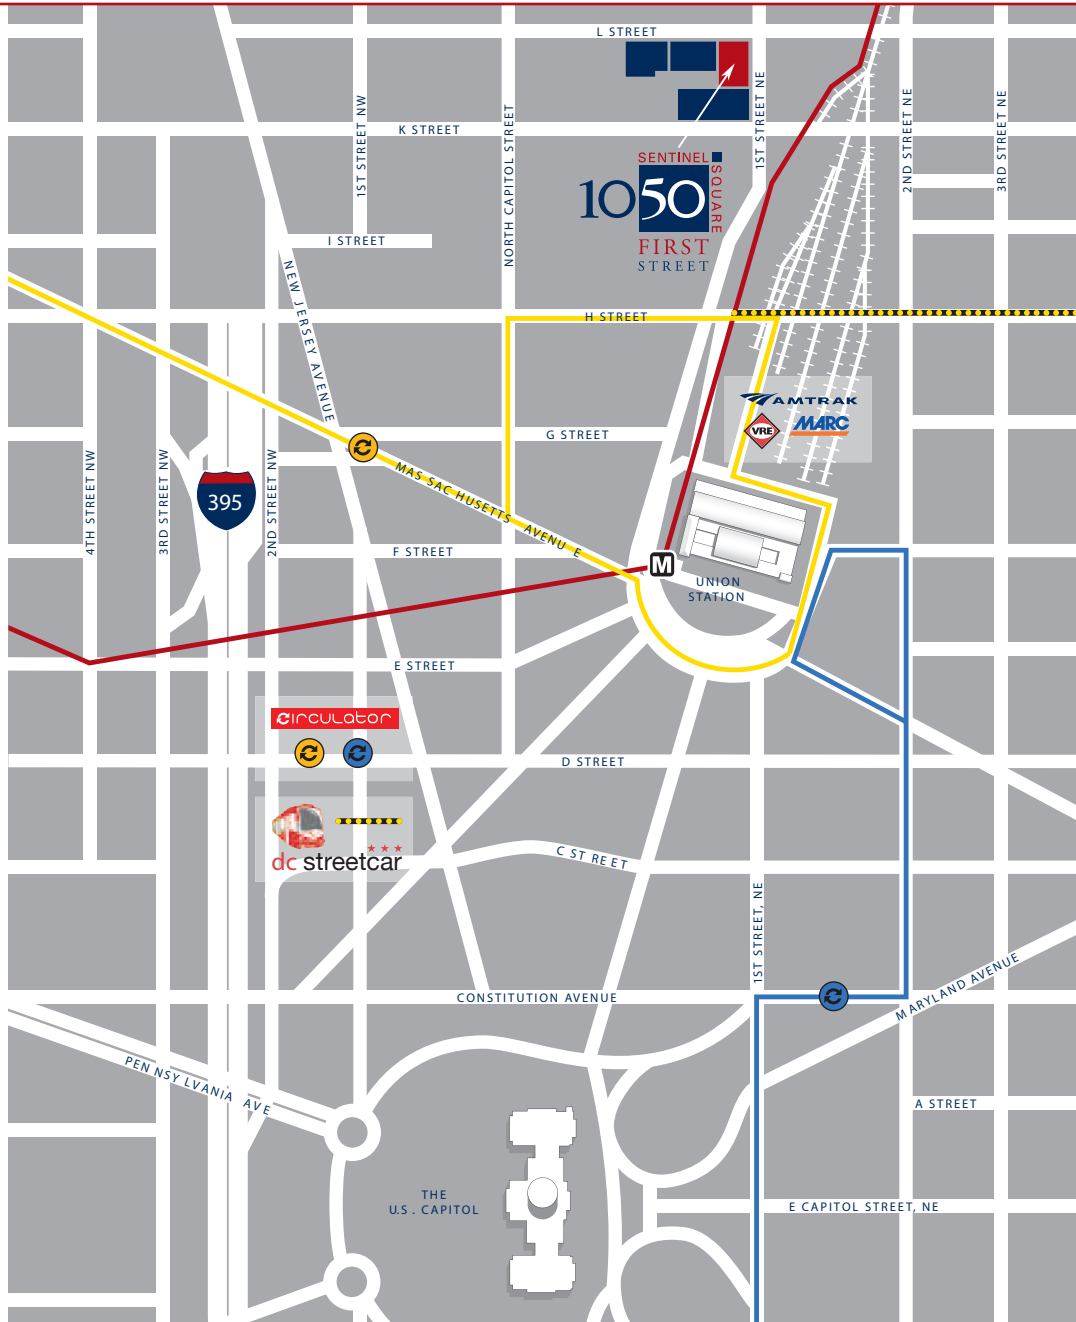 L STREET
1ST STREET NW
K STREET
NORTH CAPITOL STREET
1ST STREET NE
2ND STREET NE
3RD STREET NE
SENTINEL
SQUARE
1050
FIRST
STREET
I STREET
NEW JERSEY AVENUE
H STREET
AMTRAK
VRE
MARC
G STREET
4TH STREET NW
3RD STREET NW
395
2ND STREET NW
MASSACHUSETTS AVENUE
F STREET
M
UNION
STATION
E STREET
circulator
D STREET
dc streetcar
C STREET
1ST STREET, NE
CONSTITUTION AVENUE
MARYLAND AVENUE
PENNSYLVANIA AVE
A STREET
THE
U.S. CAPITOL
E CAPITOL STREET, NE